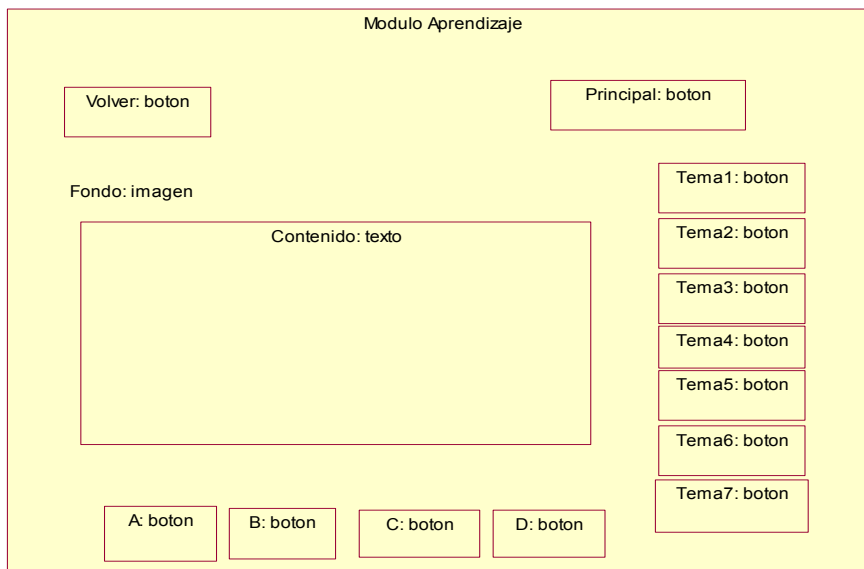 Modulo Aprendizaje
Volver: boton
Principal: boton
Fondo: imagen
Contenido: texto
Tema1: boton
Tema2: boton
Tema3: boton
Tema4: boton
Tema5: boton
Tema6: boton
Tema7: boton
A: boton
B: boton
C: boton
D: boton